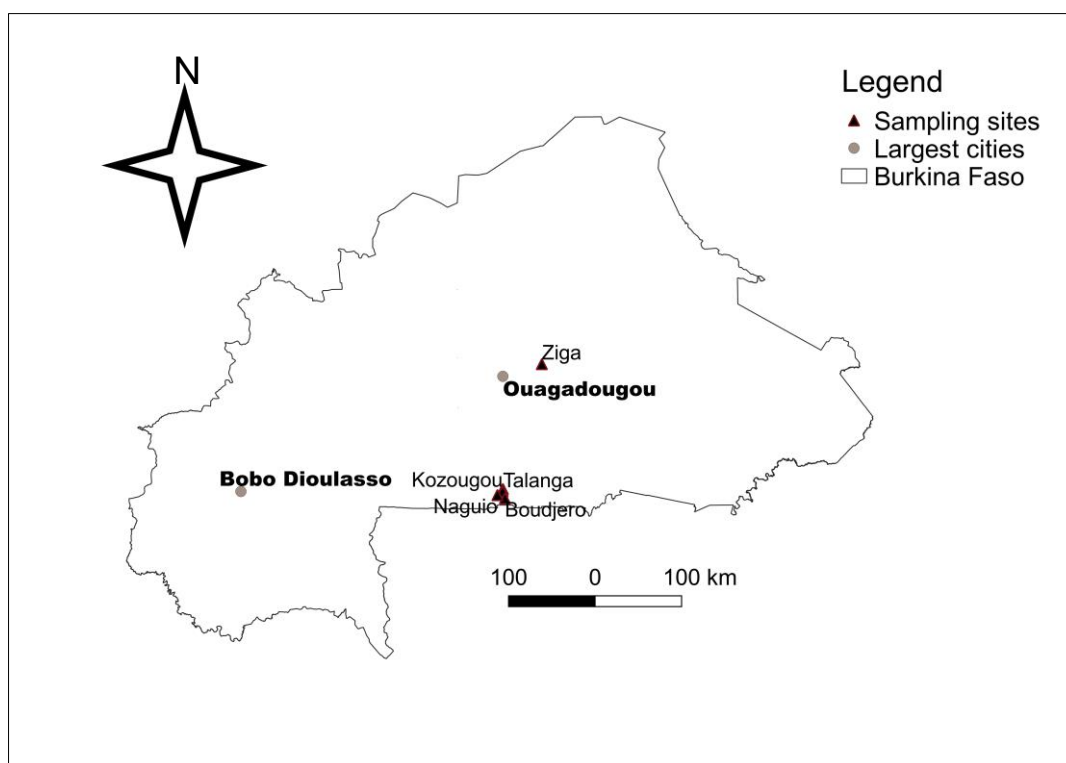 N
Legend
Sampling sites
Largest cities
Burkina Faso
Ziga
Ouagadougou
Bobo Dioulasso
Kozougou Talanga
Naguio Boudjero
100 0 100 km